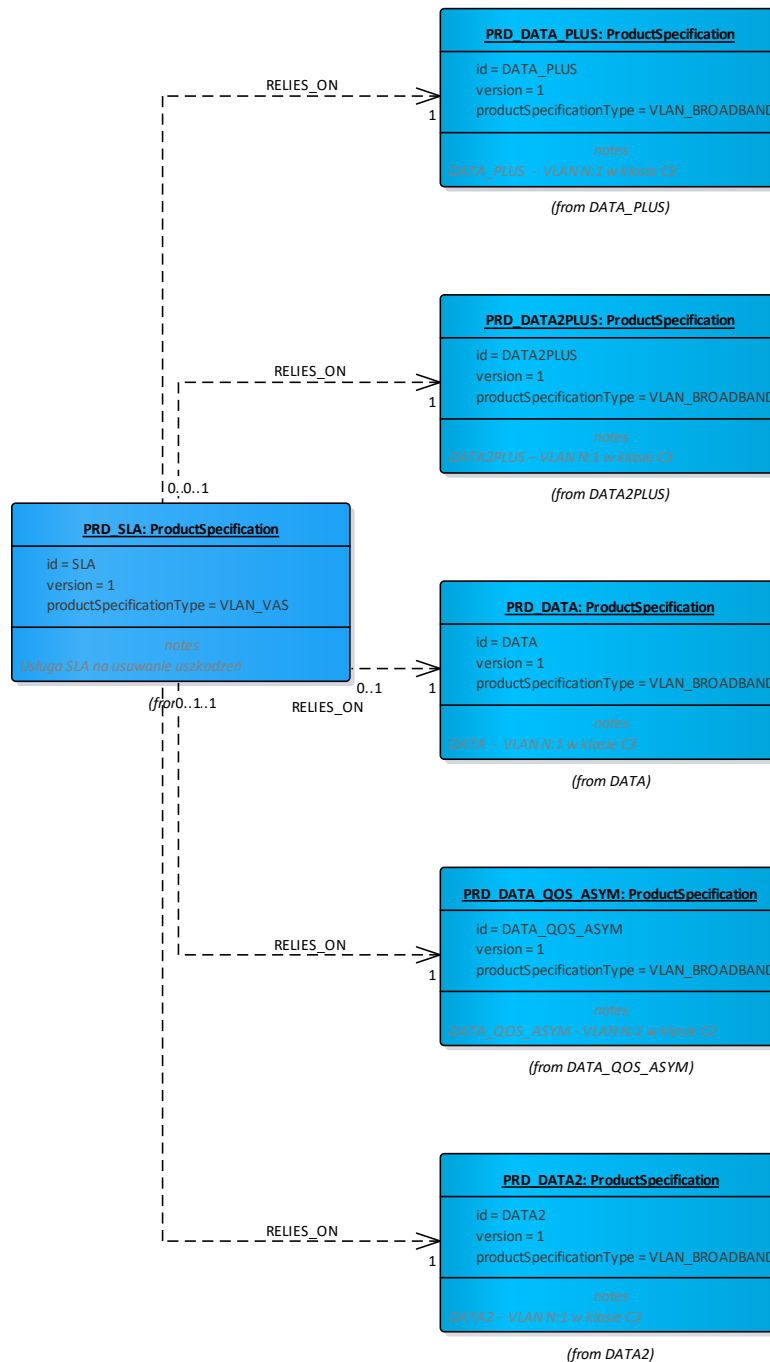 PRD_DATA_PLUS: ProductSpecification
id = DATA_PLUS
version = 1
productSpecificationType = VLAN_BROADBAND
notes
DATA_PLUS - VLAN N:1 w klasie C3
(from DATA_PLUS)
RELIES_ON
1
PRD_DATA2PLUS: ProductSpecification
id = DATA2PLUS
version = 1
productSpecificationType = VLAN_BROADBAND
notes
DATA2PLUS – VLAN N:1 w klasie C3
(from DATA2PLUS)
RELIES_ON
1
0..0..1
PRD_SLA: ProductSpecification
id = SLA
version = 1
productSpecificationType = VLAN_VAS
notes
Usługa SLA na usuwanie uszkodzeń
(fror0..1..1
PRD_DATA: ProductSpecification
id = DATA
version = 1
productSpecificationType = VLAN_BROADBAND
notes
DATA - VLAN N:1 w klasie C3
(from DATA)
0..1
1
RELIES_ON
PRD_DATA_QOS_ASYM: ProductSpecification
id = DATA_QOS_ASYM
version = 1
productSpecificationType = VLAN_BROADBAND
notes
DATA_QOS_ASYM - VLAN N:1 w klasie C2
(from DATA_QOS_ASYM)
RELIES_ON
1
PRD_DATA2: ProductSpecification
id = DATA2
version = 1
productSpecificationType = VLAN_BROADBAND
notes
DATA2 - VLAN N:1 w klasie C3
(from DATA2)
RELIES_ON
1